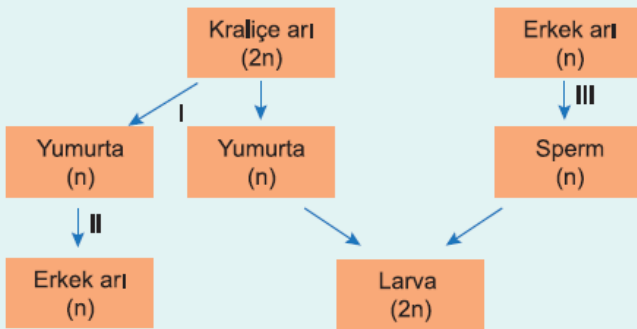 Kraliçe arı
(2n)
Erkek arı
(n)
I
III
Yumurta
(n)
Yumurta
(n)
Sperm
(n)
II
Erkek arı
(n)
Larva
(2n)